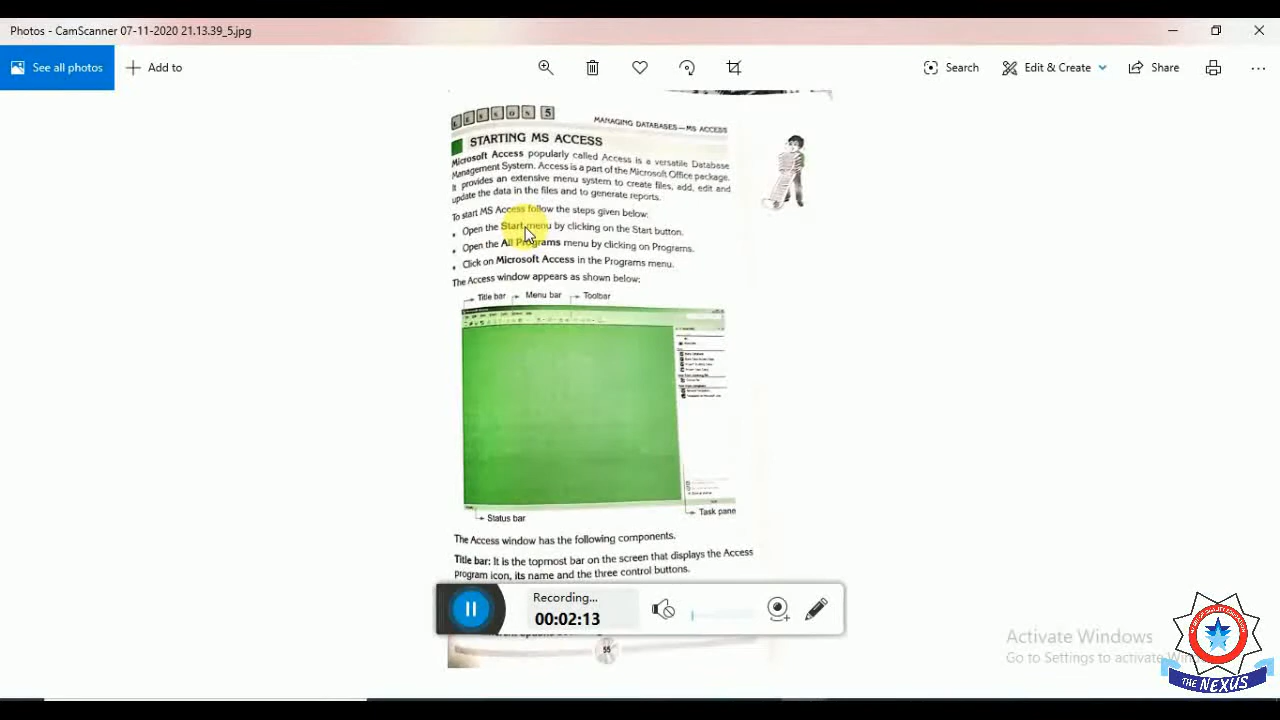 Photos - CamScanner 07-11-2020 21.13.39_5.jpg
See all photos
Add to
Search
Edit & Create
Share
LESSON 5
MANAGING DATABASES—MS ACCESS
STARTING MS ACCESS
Microsoft Access popularly called Access is a versatile Database
Management System. Access is a part of the Microsoft Office package.
It provides an extensive menu system to create files, add, edit and
update the data in the files and to generate reports.
To start MS Access follow the steps given below:
• Open the Start menu by clicking on the Start button.
• Open the All Programs menu by clicking on Programs.
• Click on Microsoft Access in the Programs menu.
The Access window appears as shown below:
Title bar
Menu bar
Toolbar
Status bar
Task pane
The Access window has the following components.
Title bar: It is the topmost bar on the screen that displays the Access
program icon, its name and the three control buttons.
Recording...
00:02:13
55
Activate Windows
Go to Settings to activate
THE NEXUS